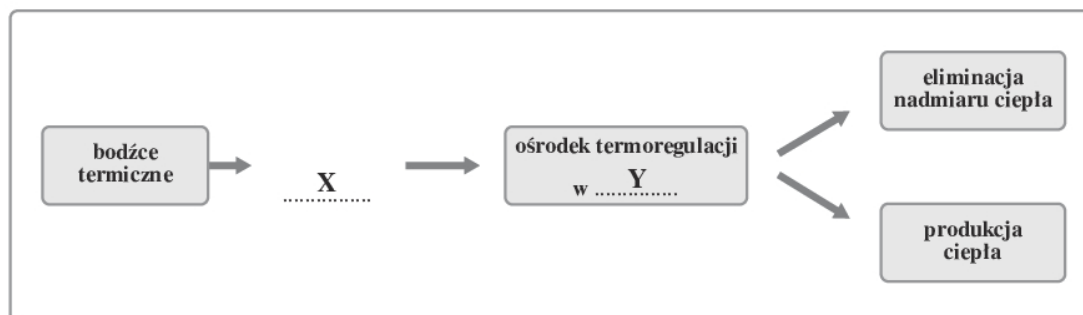 bodźce
termiczne
X
....................
ośrodek termoregulacji
w ...Y...
eliminacja
nadmiaru ciepła
produkcja
ciepła